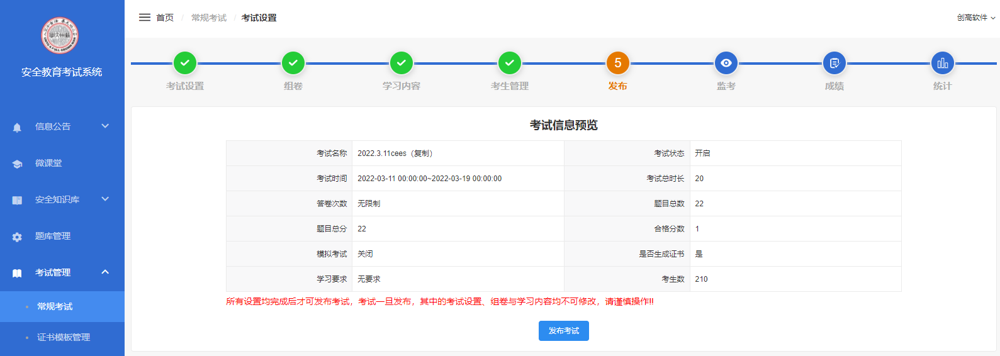 首页 / 常规考试 / 考试设置
创高软件
安全教育考试系统
信息公告
微课堂
安全知识库
题库管理
考试管理
常规考试
证书模板管理
考试设置
组卷
学习内容
考生管理
5
发布
监考
成绩
统计
考试信息预览
考试名称 2022.3.11cees（复制） 考试状态 开启
考试时间 2022-03-11 00:00:00~2022-03-19 00:00:00 考试总时长 20
答卷次数 无限制 题目总数 22
题目总分 22 合格分数 1
模拟考试 关闭 是否生成证书 是
学习要求 无要求 考生数 210
所有设置均完成后才可发布考试，考试一旦发布，其中的考试设置、组卷与学习内容均不可修改，请谨慎操作!!
发布考试